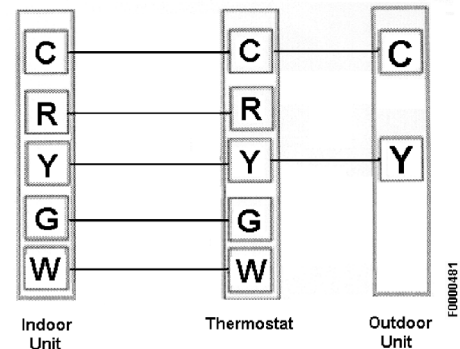 C C C
R R
Y Y Y
G G
W W
Indoor Unit
Thermostat
Outdoor Unit
F0000481